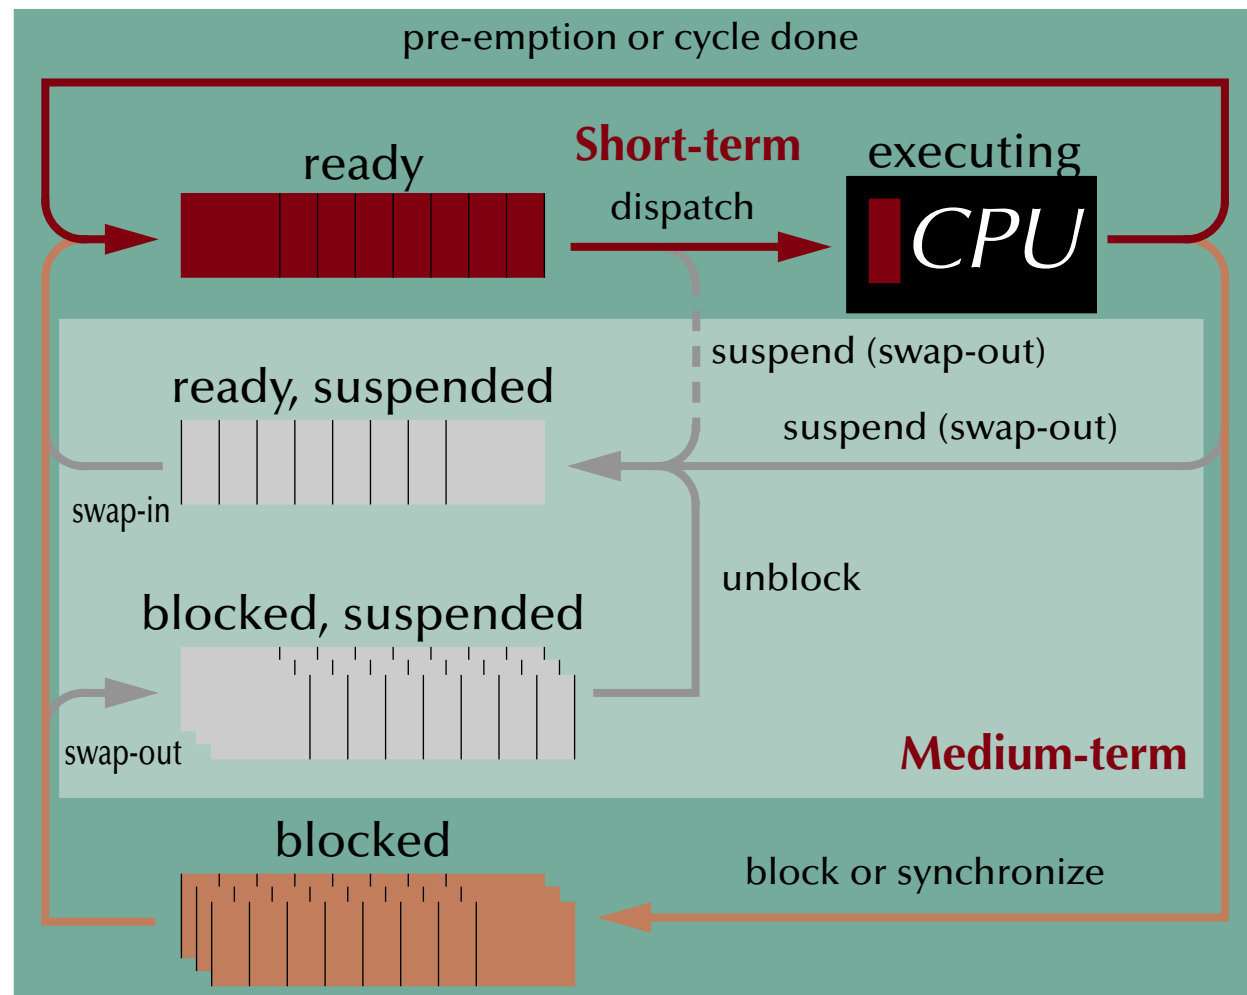 pre-emption or cycle done
Short-term
ready
executing
dispatch
CPU
suspend (swap-out)
ready, suspended
suspend (swap-out)
swap-in
unblock
blocked, suspended
swap-out
Medium-term
blocked
block or synchronize